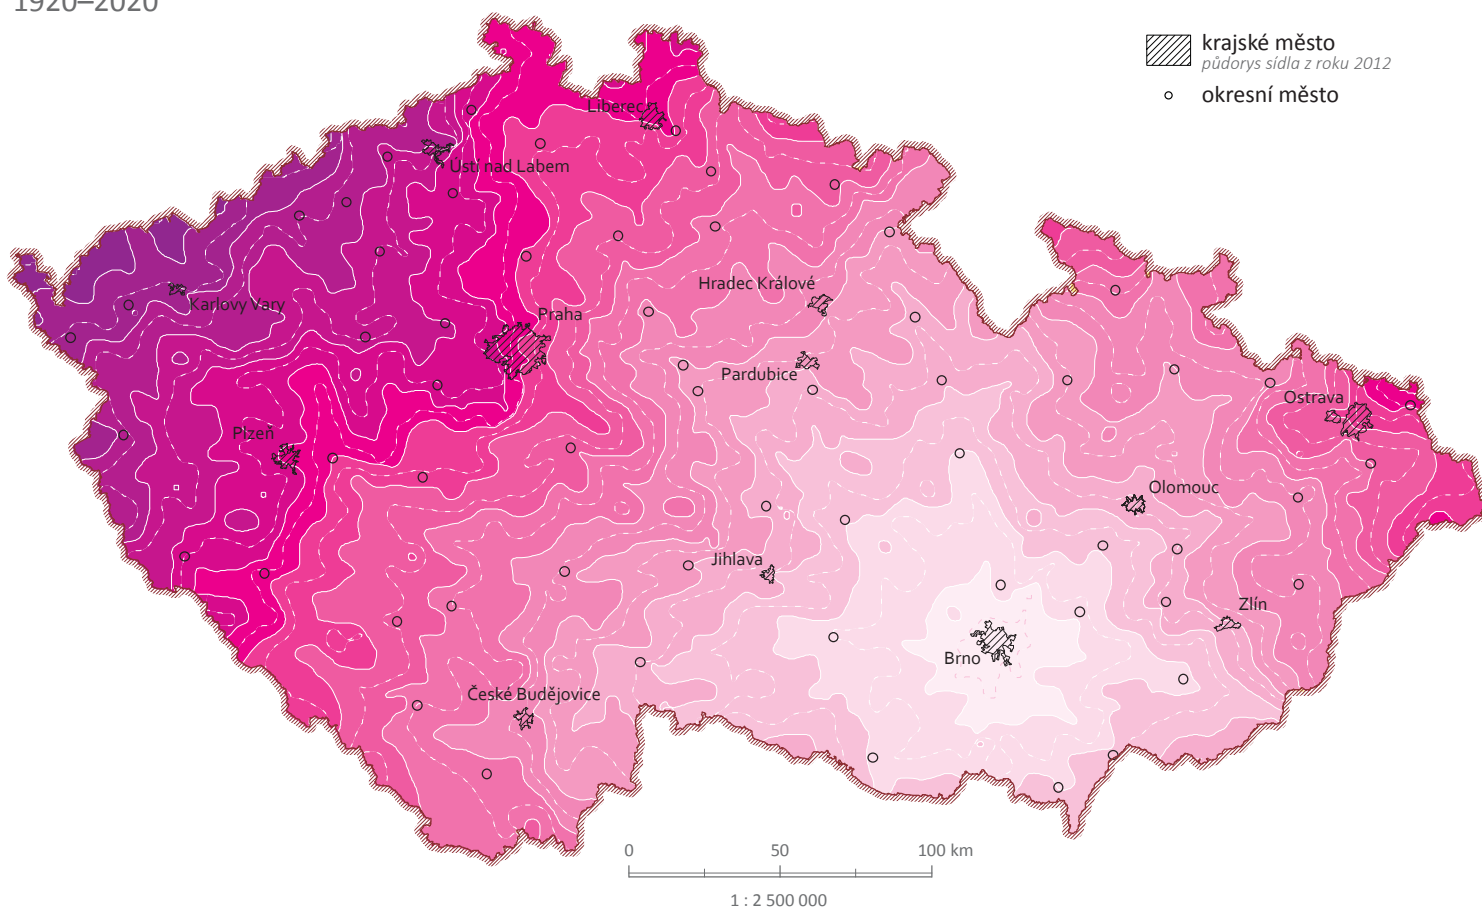 1920–2020
krajské město
půdorys sídla z roku 2012
okresní město
Liberec
Ústí nad Labem
Karlovy Vary
Praha
Hradec Králové
Pardubice
Plzeň
Ostrava
Olomouc
Jihlava
Zlín
Brno
České Budějovice
0 50 100 km
1 : 2 500 000